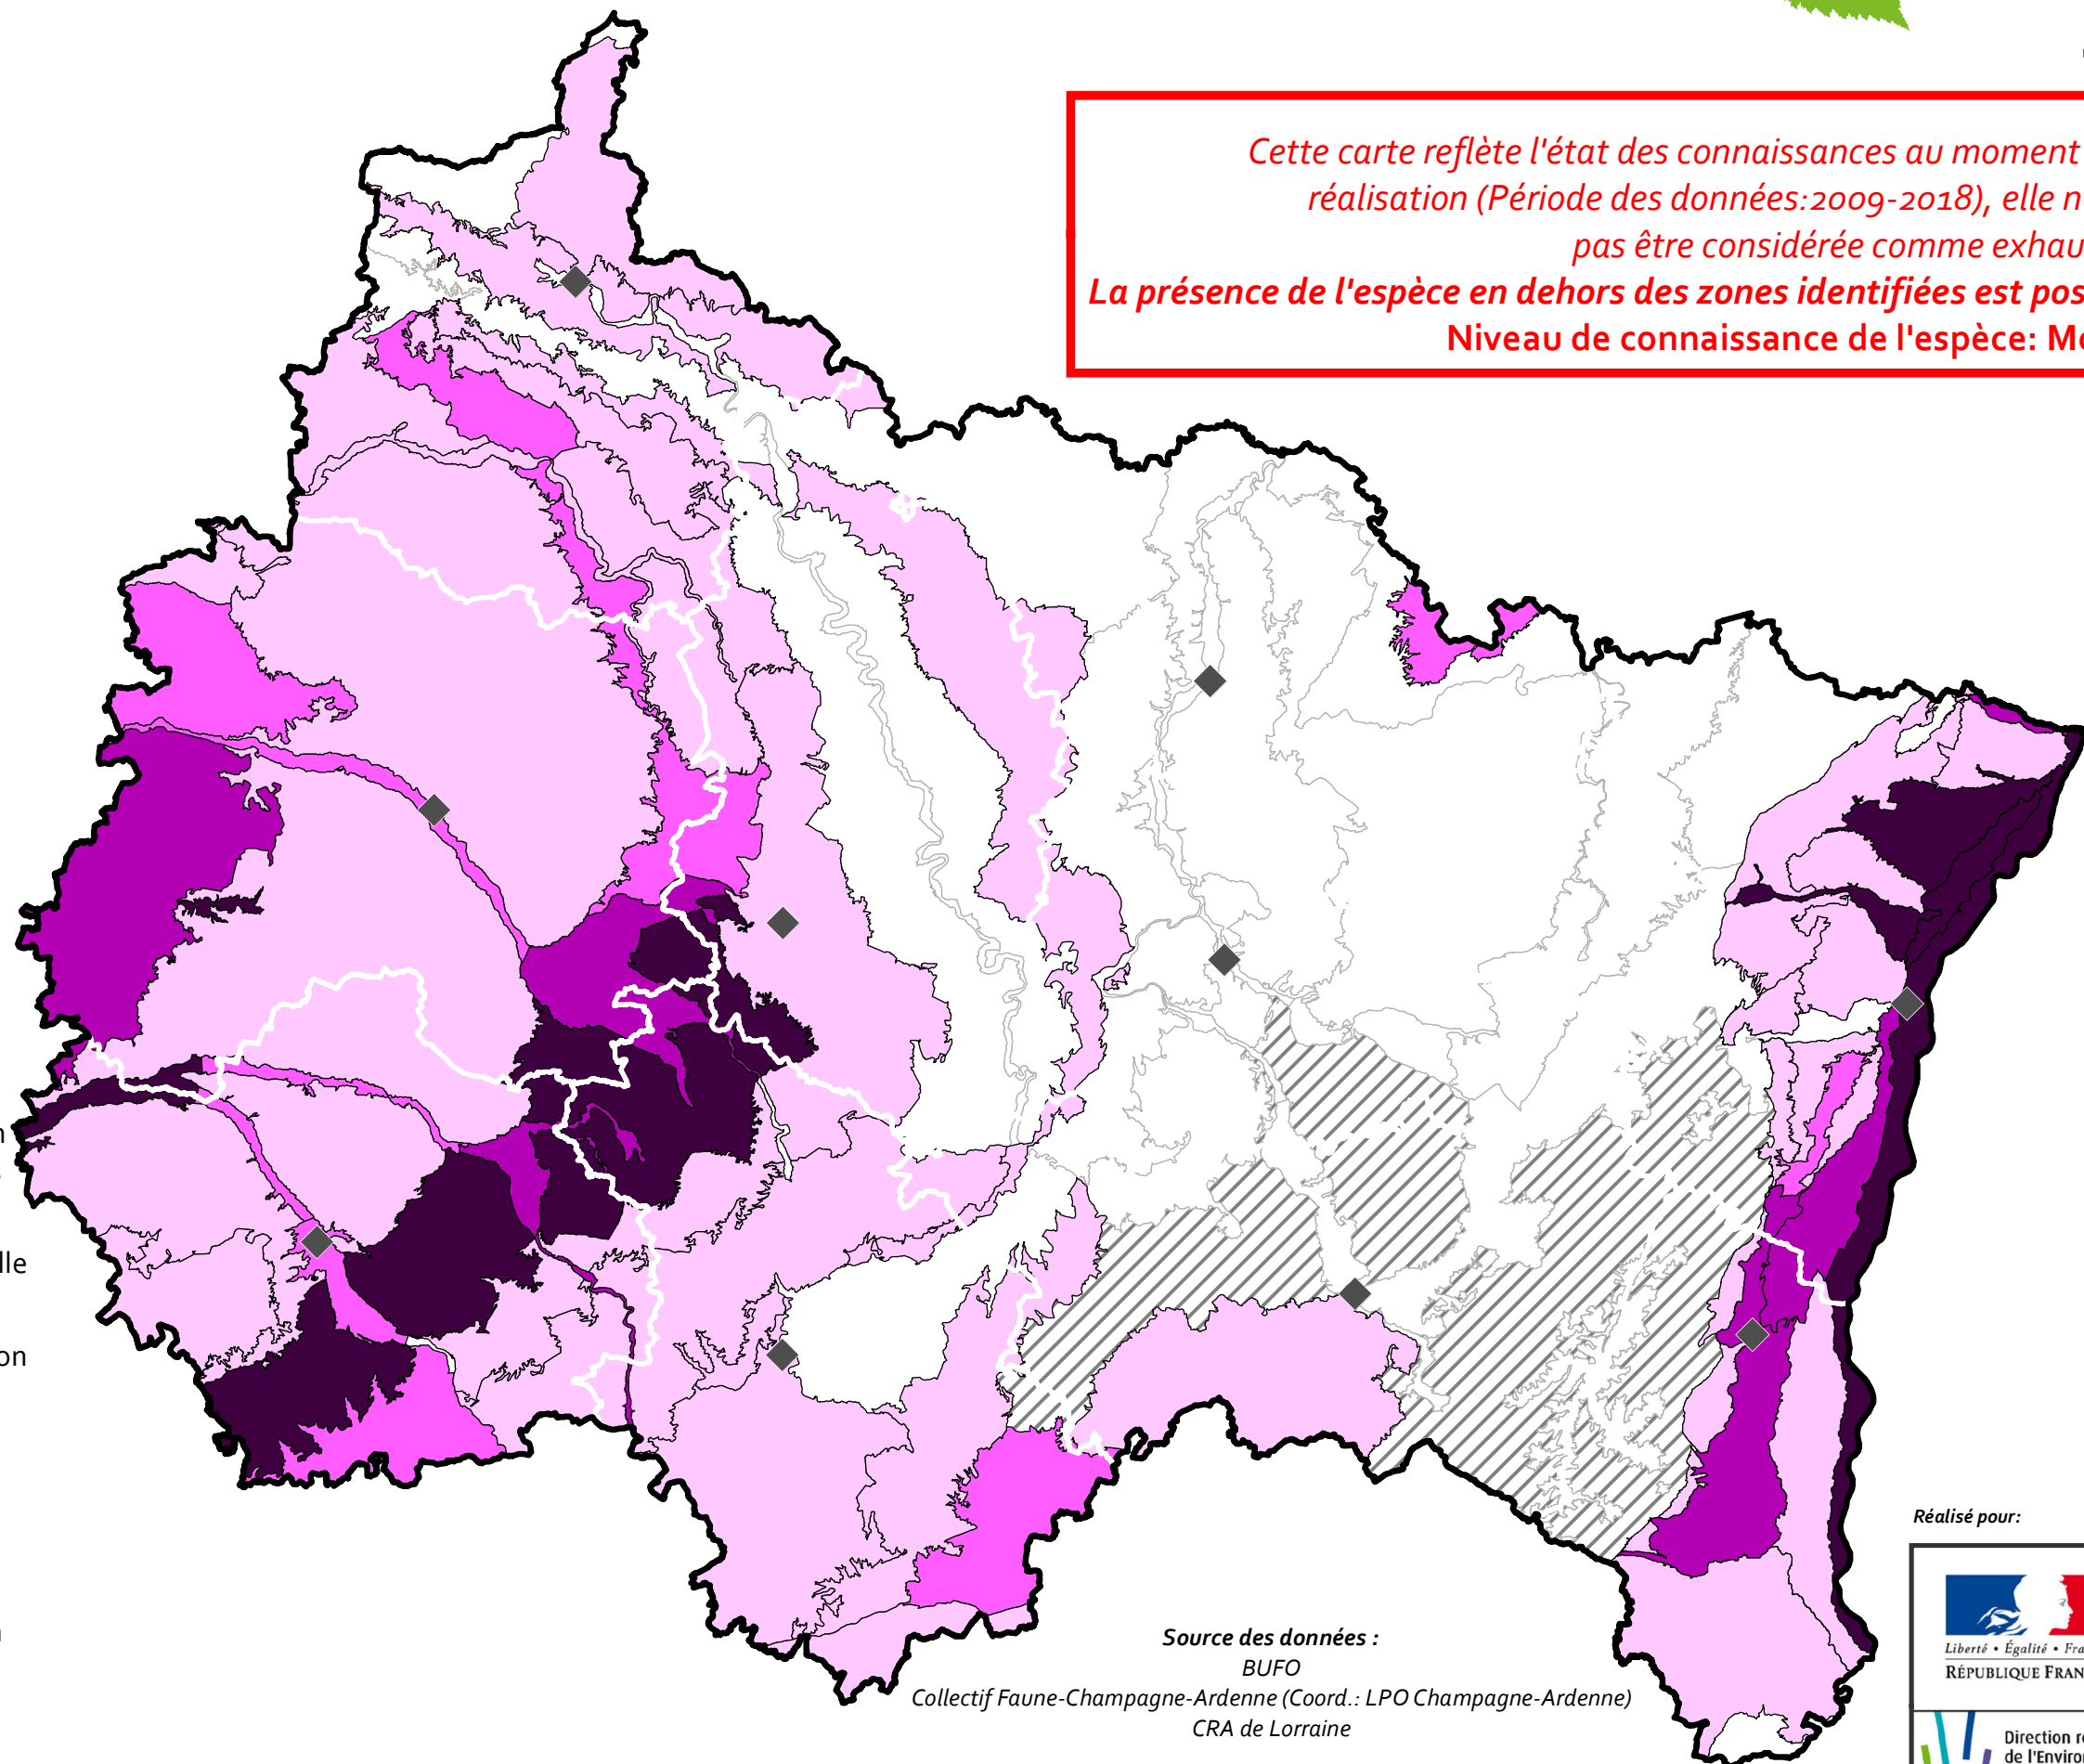 Cette carte reflète l'état des connaissances au moment
réalisation (Période des données:2009-2018), elle n
pas être considérée comme exhau
La présence de l'espèce en dehors des zones identifiées est pos
Niveau de connaissance de l'espèce: Mo
n
lle
on
Réalisé pour:
Liberté • Égalité • Fra
RÉPUBLIQUE FRAN
Direction re
de l'Enviro
Source des données :
BUFO
Collectif Faune-Champagne-Ardenne (Coord.: LPO Champagne-Ardenne)
CRA de Lorraine